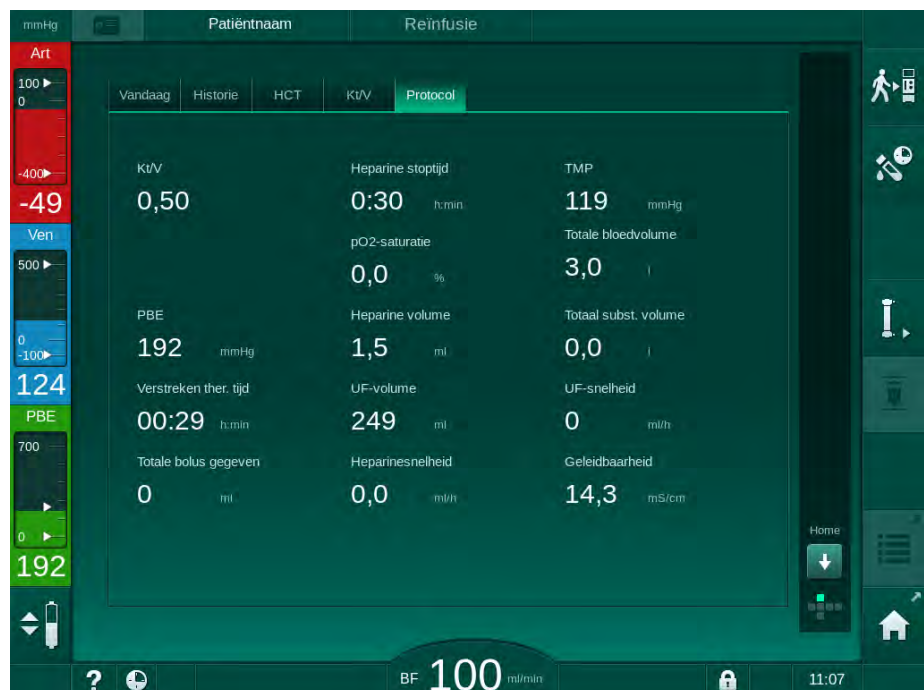 mmHg
Patiëntnaam
Reïnfusie
Art
100
0
-400
-49
Ven
500
0
-100
124
PBE
700
0
192
Vandaag Historie HCT Kt/V Protocol
Kt/V Heparine stoptijd TMP
0,50 0:30 h:min 119 mmHg
pO2-saturatie Totale bloedvolume
0,0 % 3,0 l
PBE Heparine volume Totaal subst. volume
192 mmHg 1,5 ml 0,0 l
Verstreken ther. tijd UF-volume UF-snelheid
00:29 h:min 249 ml 0 ml/h
Totale bolus gegeven Heparinesnelheid Geleidbaarheid
0 ml 0,0 ml/h 14,3 mS/cm
Home
? BF 100 ml/min 11:07